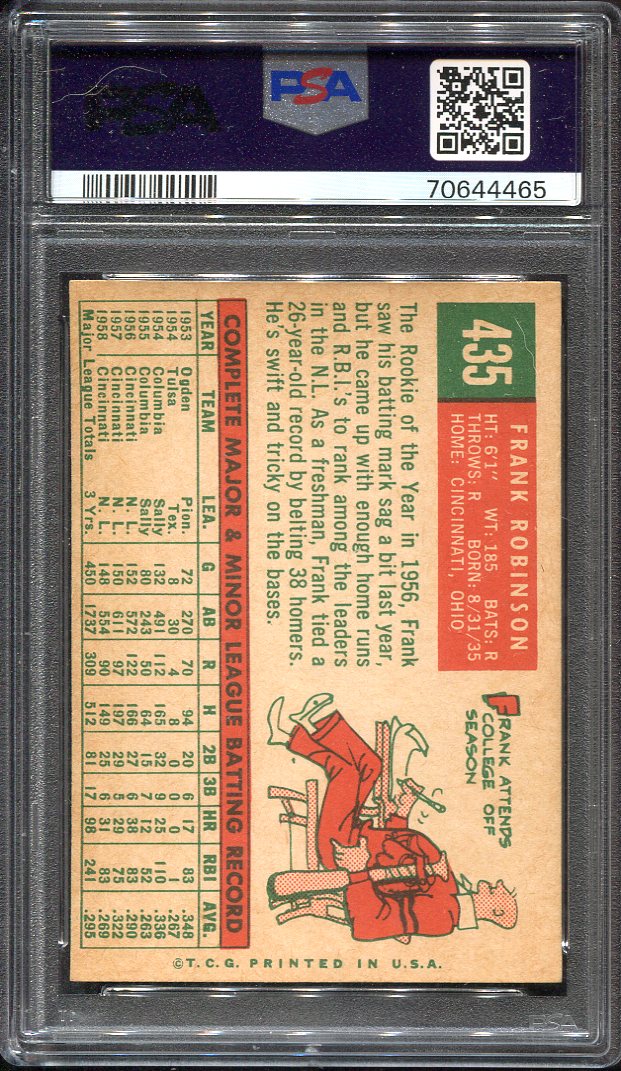 PSA
PSA
70644465
435
FRANK ROBINSON
HT: 6'1" WT: 185 BATS: R
THROWS: R BORN: 8/31/35
HOME: CINCINNATI, OHIO
The Rookie of the Year in 1956, Frank
saw his batting mark sag a bit last year,
but he came up with enough home runs
and R.B.I.'s to rank among the leaders
in the N.L. As a freshman, Frank tied a
26-year-old record by belting 38 homers.
He's swift and tricky on the bases.
FRANK ATTENDS
COLLEGE OFF
SEASON
COMPLETE MAJOR & MINOR LEAGUE BATTING RECORD
YEAR TEAM LEA. G AB R H 2B 3B HR RBI AVG.
1953 Ogden Pion. 72 270 70 94 20 6 17 83 .348
1954 Tulsa Tex. 8 30 4 8 0 0 0 1 .267
1954 Columbia Sally 132 491 112 165 32 9 25 110 .336
1955 Columbia Sally 80 243 50 64 15 7 12 52 .263
1956 Cincinnati N. L. 152 572 122 166 27 6 38 83 .290
1957 Cincinnati N. L. 150 611 97 197 29 5 29 75 .322
1958 Cincinnati N. L. 148 554 90 149 25 6 31 83 .269
Major League Totals 3 Yrs. 450 1737 309 512 81 17 98 241 .295
©T.C.G. PRINTED IN U.S.A.
PSA